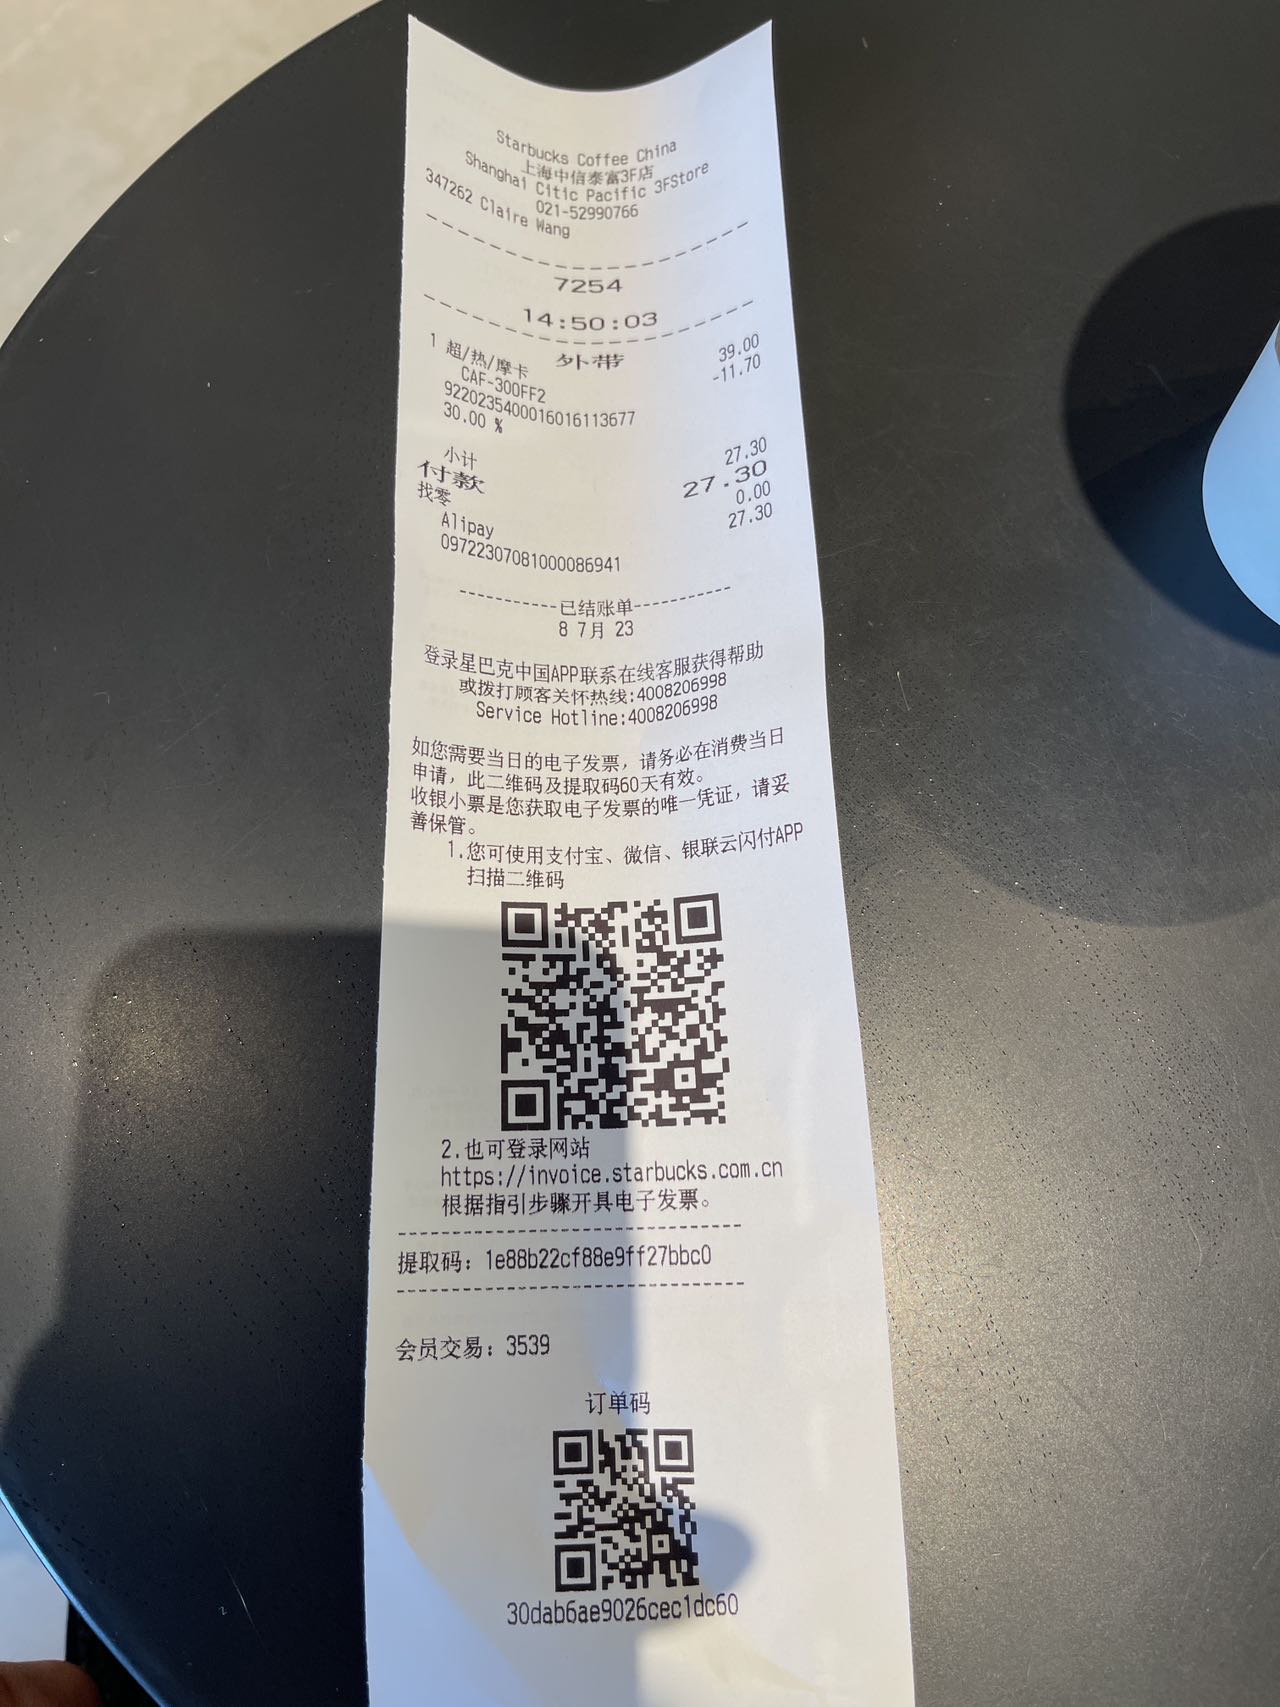 Starbucks Coffee China
上海中信泰富3F店
Shanghai Citic Pacific 3FStore
021-52990766
347262 Claire Wang
7254
14:50:03
外带
1 超/热/摩卡 39.00
CAF-300FF2 -11.70
9220235400016016113677
30.00 %
小计 27.30
付款 27.30
找零 0.00
Alipay 27.30
09722307081000086941
-----------已结账单-----------
8 7月 23
登录星巴克中国APP联系在线客服获得帮助
或拨打顾客关怀热线:4008206998
Service Hotline:4008206998
如您需要当日的电子发票，请务必在消费当日
申请，此二维码及提取码60天有效。
收银小票是您获取电子发票的唯一凭证，请妥
善保管。
1.您可使用支付宝、微信、银联云闪付APP
扫描二维码
2.也可登录网站
https://invoice.starbucks.com.cn
根据指引步骤开具电子发票。
提取码：1e88b22cf88e9ff27bbc0
会员交易：3539
订单码
30dab6ae9026cec1dc60